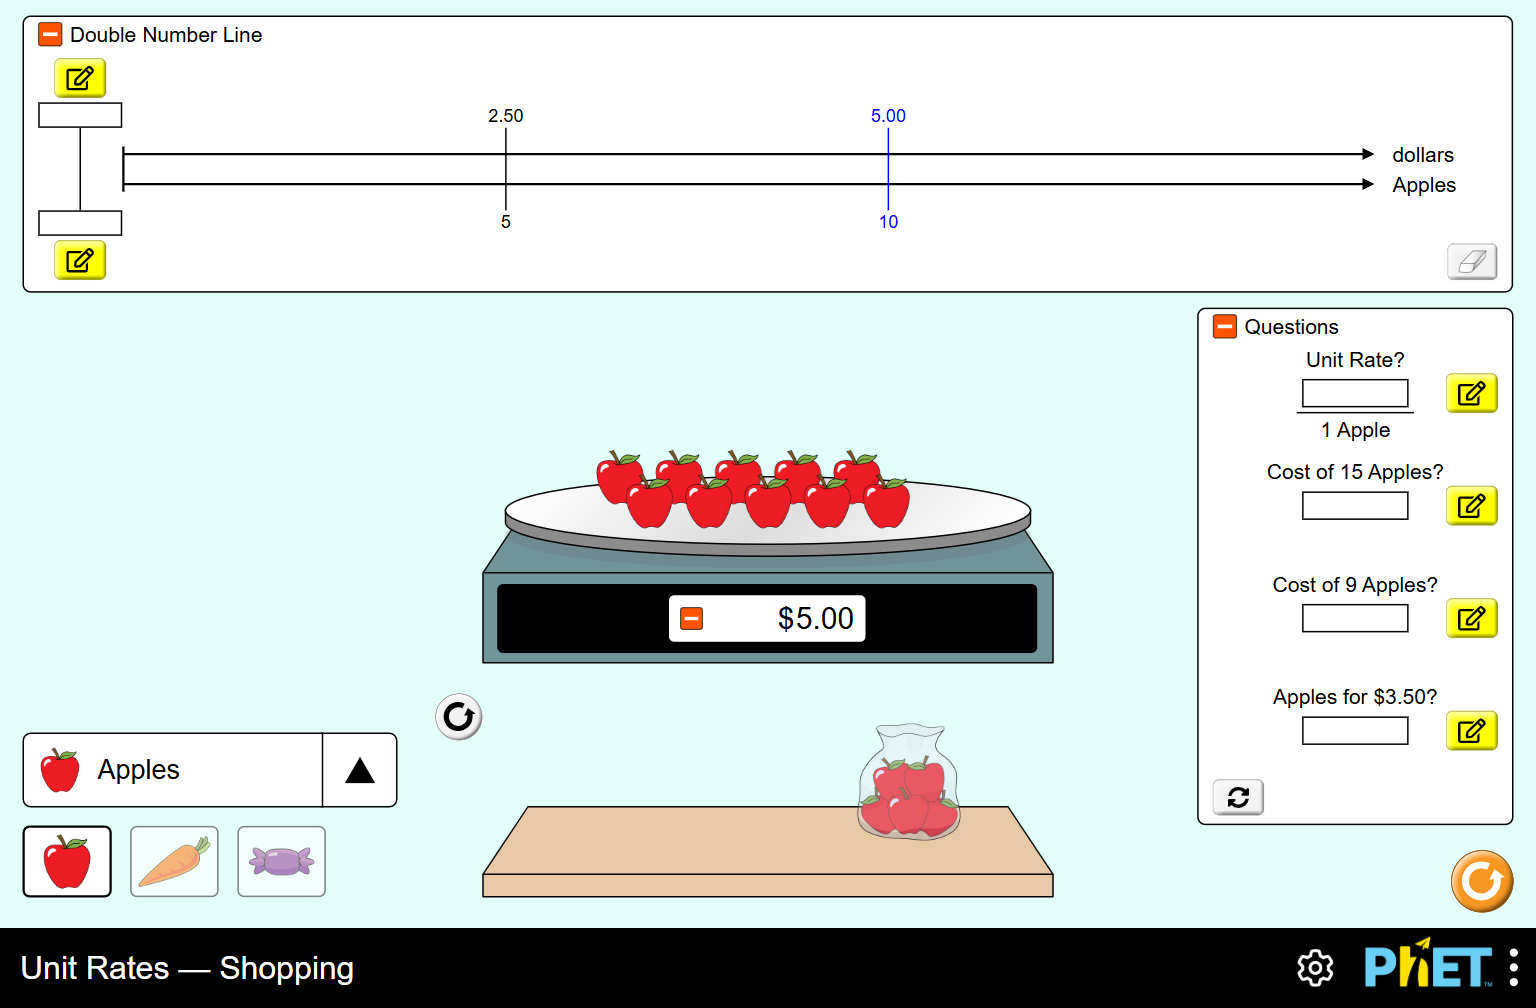 Double Number Line
2.50
5.00
dollars
Apples
5
10
Questions
Unit Rate?
1 Apple
Cost of 15 Apples?
Cost of 9 Apples?
Apples for $3.50?
$5.00
Apples
Unit Rates — Shopping
PhET™